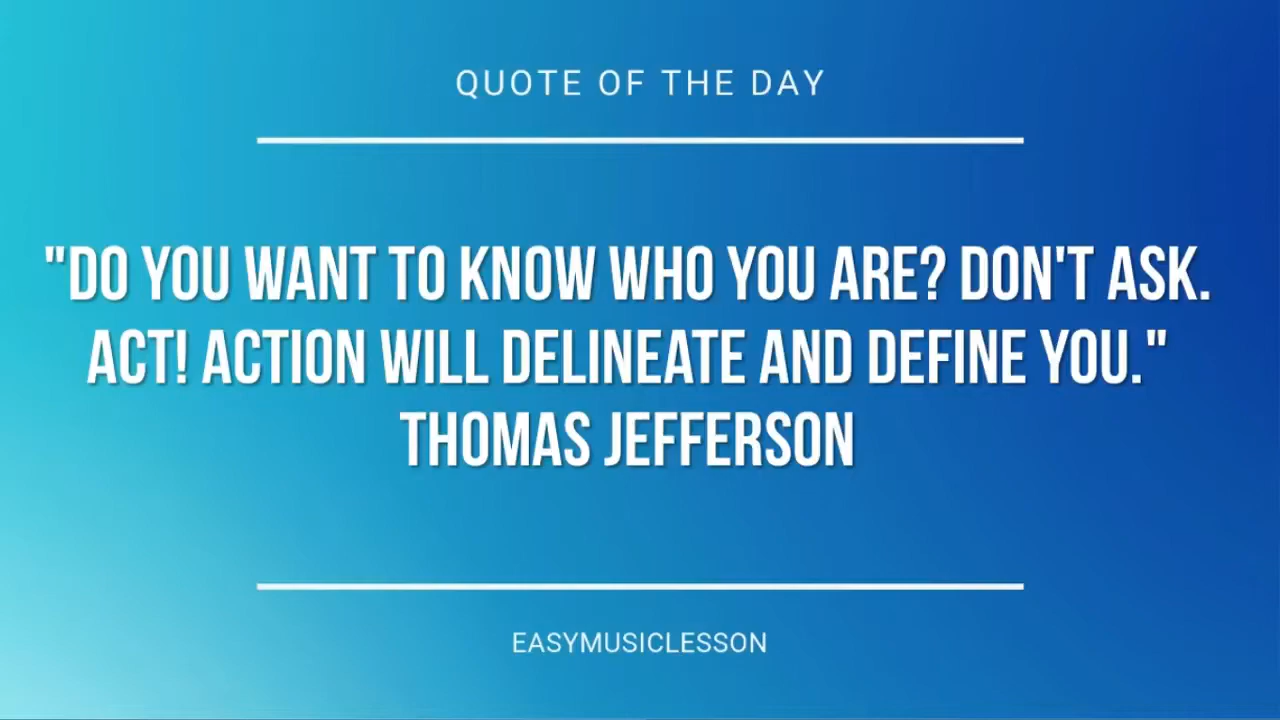 QUOTE OF THE DAY
"DO YOU WANT TO KNOW WHO YOU ARE? DON'T ASK.
ACT! ACTION WILL DELINEATE AND DEFINE YOU."
THOMAS JEFFERSON
EASYMUSICLESSON